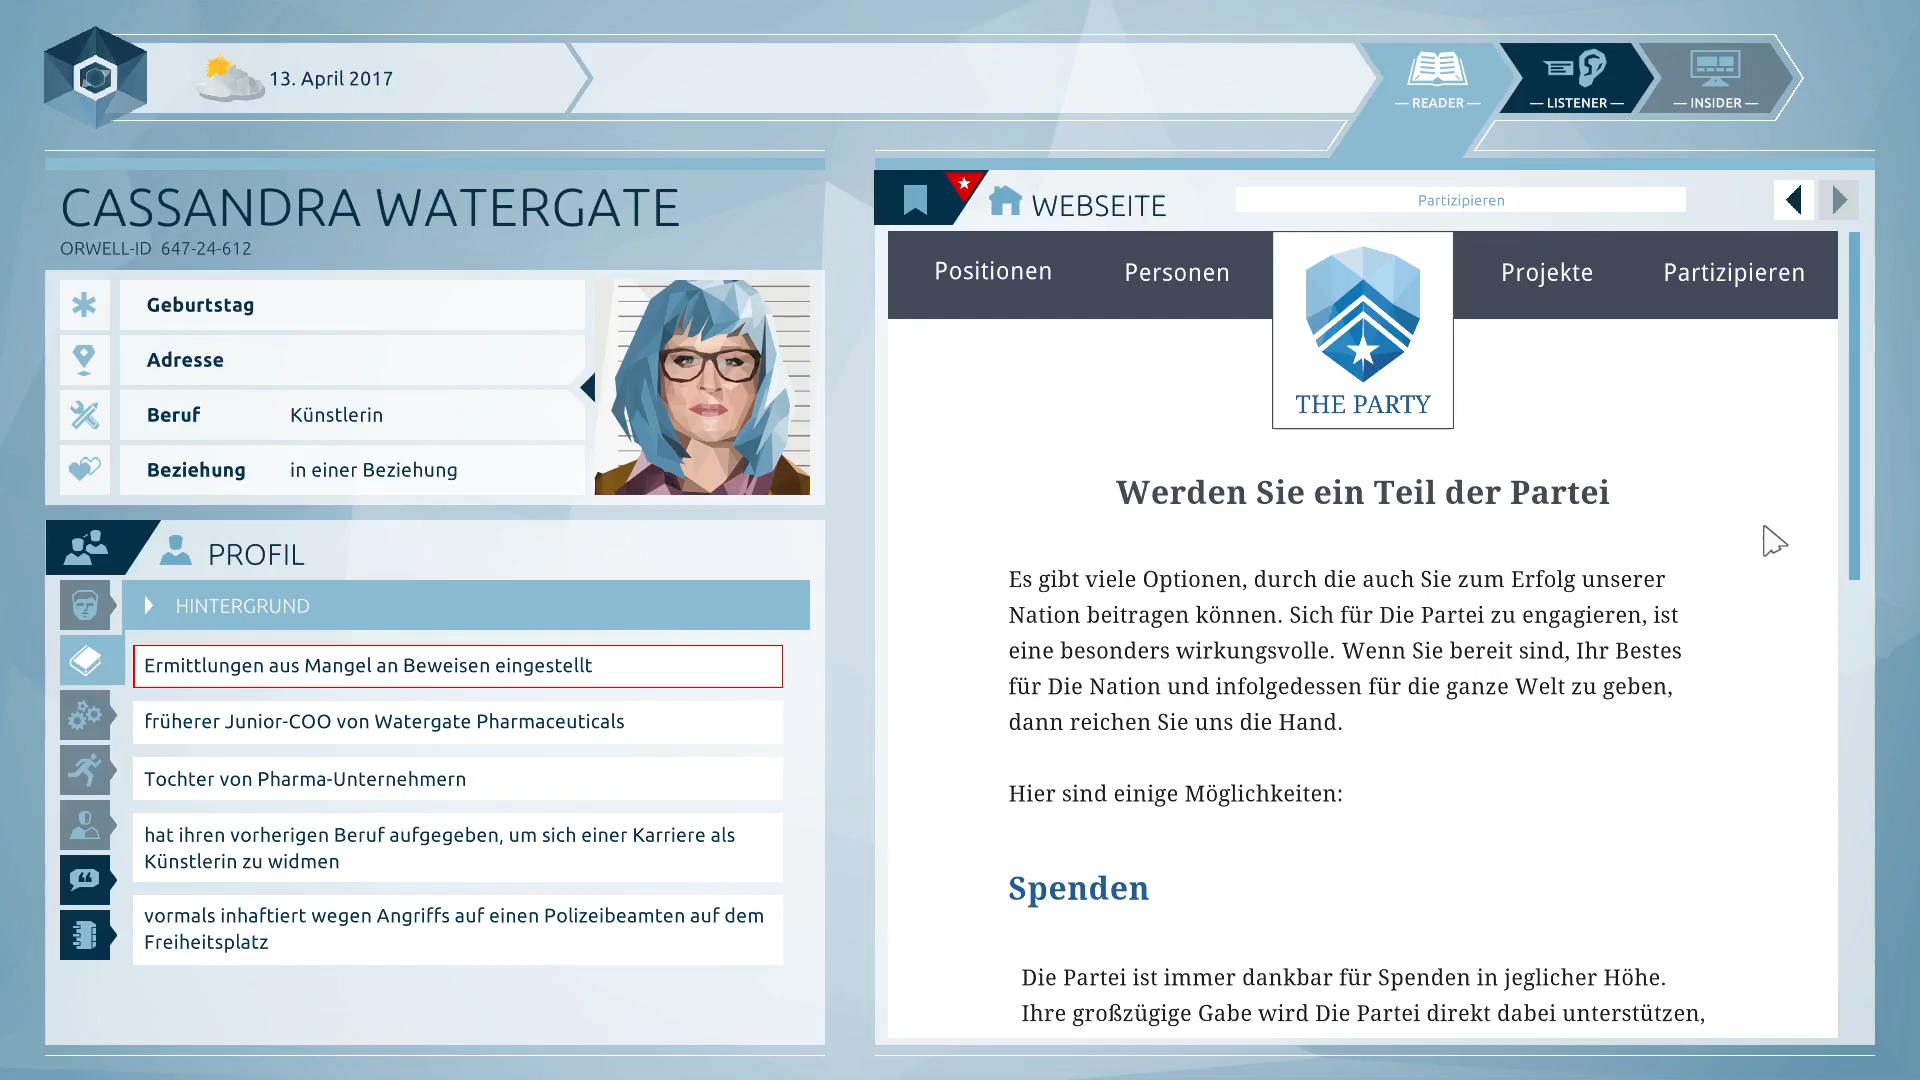 13. April 2017
— READER —
— LISTENER —
— INSIDER —
CASSANDRA WATERGATE
ORWELL-ID 647-24-612
Geburtstag
Adresse
Beruf Künstlerin
Beziehung in einer Beziehung
PROFIL
HINTERGRUND
Ermittlungen aus Mangel an Beweisen eingestellt
früherer Junior-COO von Watergate Pharmaceuticals
Tochter von Pharma-Unternehmern
hat ihren vorherigen Beruf aufgegeben, um sich einer Karriere als
Künstlerin zu widmen
vormals inhaftiert wegen Angriffs auf einen Polizeibeamten auf dem
Freiheitsplatz
WEBSEITE
Partizipieren
Positionen
Personen
THE PARTY
Projekte
Partizipieren
Werden Sie ein Teil der Partei
Es gibt viele Optionen, durch die auch Sie zum Erfolg unserer
Nation beitragen können. Sich für Die Partei zu engagieren, ist
eine besonders wirkungsvolle. Wenn Sie bereit sind, Ihr Bestes
für Die Nation und infolgedessen für die ganze Welt zu geben,
dann reichen Sie uns die Hand.
Hier sind einige Möglichkeiten:
Spenden
Die Partei ist immer dankbar für Spenden in jeglicher Höhe.
Ihre großzügige Gabe wird Die Partei direkt dabei unterstützen,